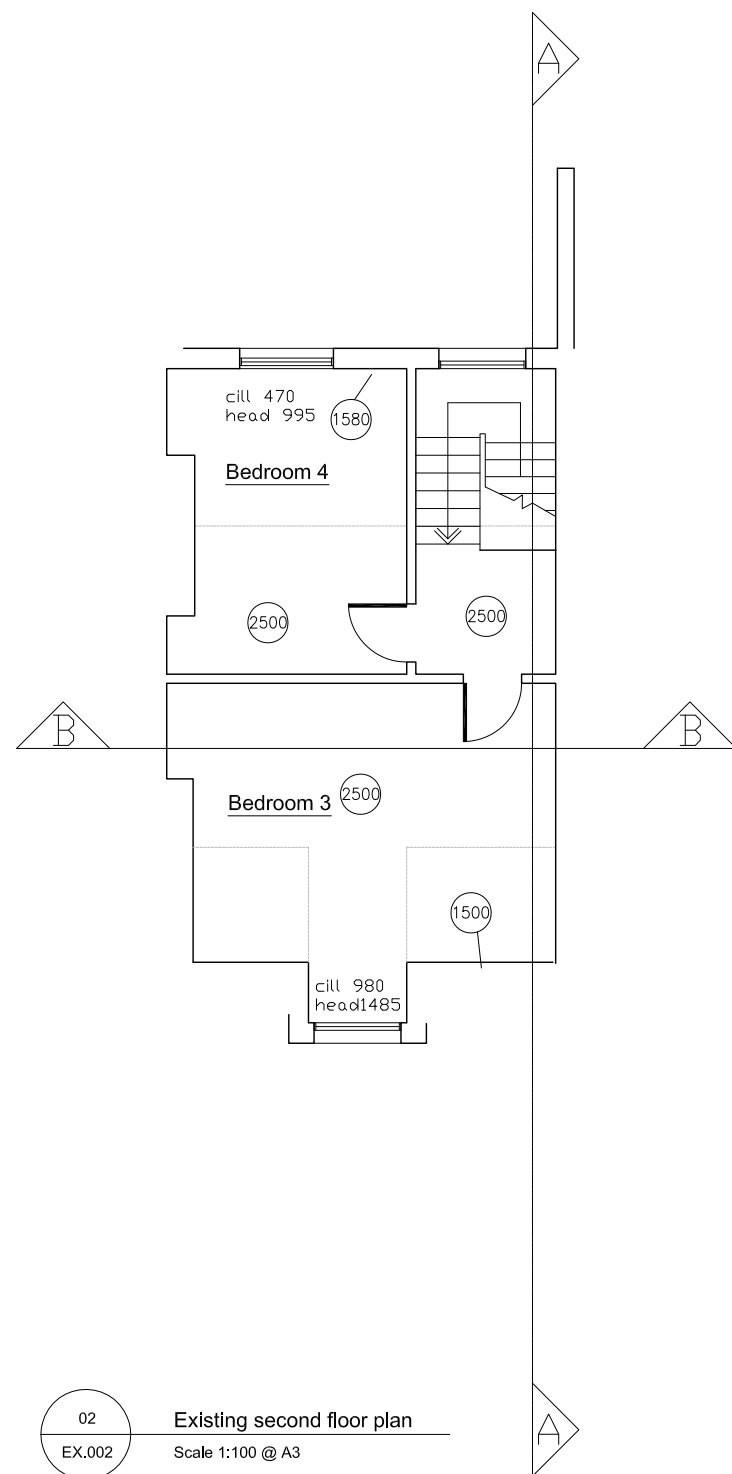 A
cill 470
head 995
1580
Bedroom 4
2500
2500
B
B
Bedroom 3
2500
1500
cill 980
head1485
02
Existing second floor plan
EX.002
Scale 1:100 @ A3
A